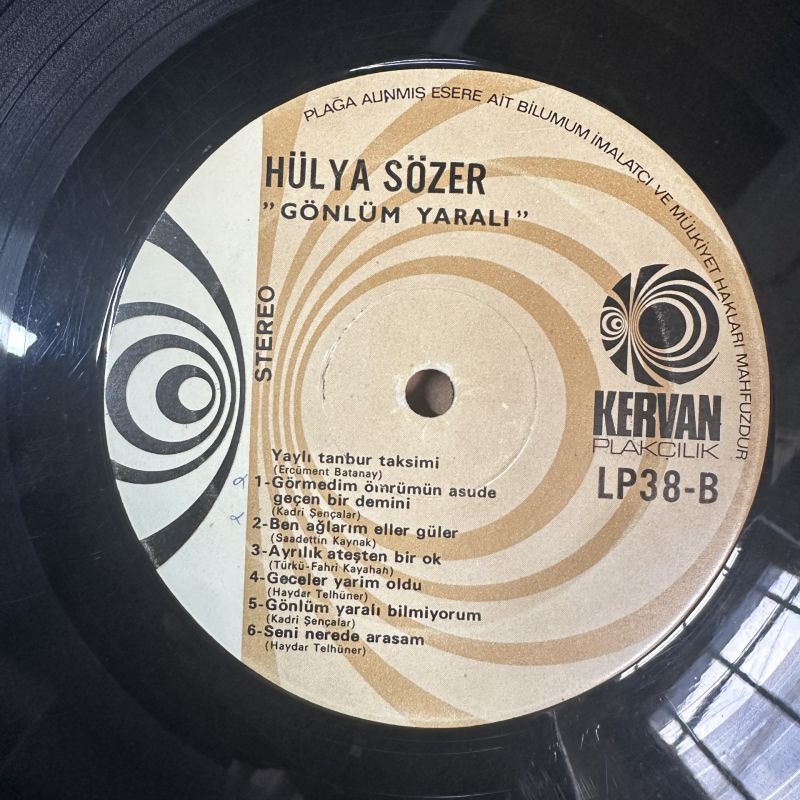 PLAĞA ALINMIŞ ESERE AİT BİLUMUM İMALATÇI VE MÜLKİYET HAKLARI MAHFUZDUR
HÜLYA SÖZER
"GÖNLÜM YARALI"
STEREO
KERVAN
PLAKCILIK
LP38-B
Yaylı tanbur taksimi
(Ercüment Batanay)
1-Görmedim ömrümün asude
geçen bir demini
(Kadri Şençalar)
2-Ben ağlarım eller güler
(Saadettin Kaynak)
3-Ayrılık ateşten bir ok
(Türkü-Fahri Kayahah)
4-Geceler yarim oldu
(Haydar Telhüner)
5-Gönlüm yaralı bilmiyorum
(Kadri Şençalar)
6-Seni nerede arasam
(Haydar Telhüner)